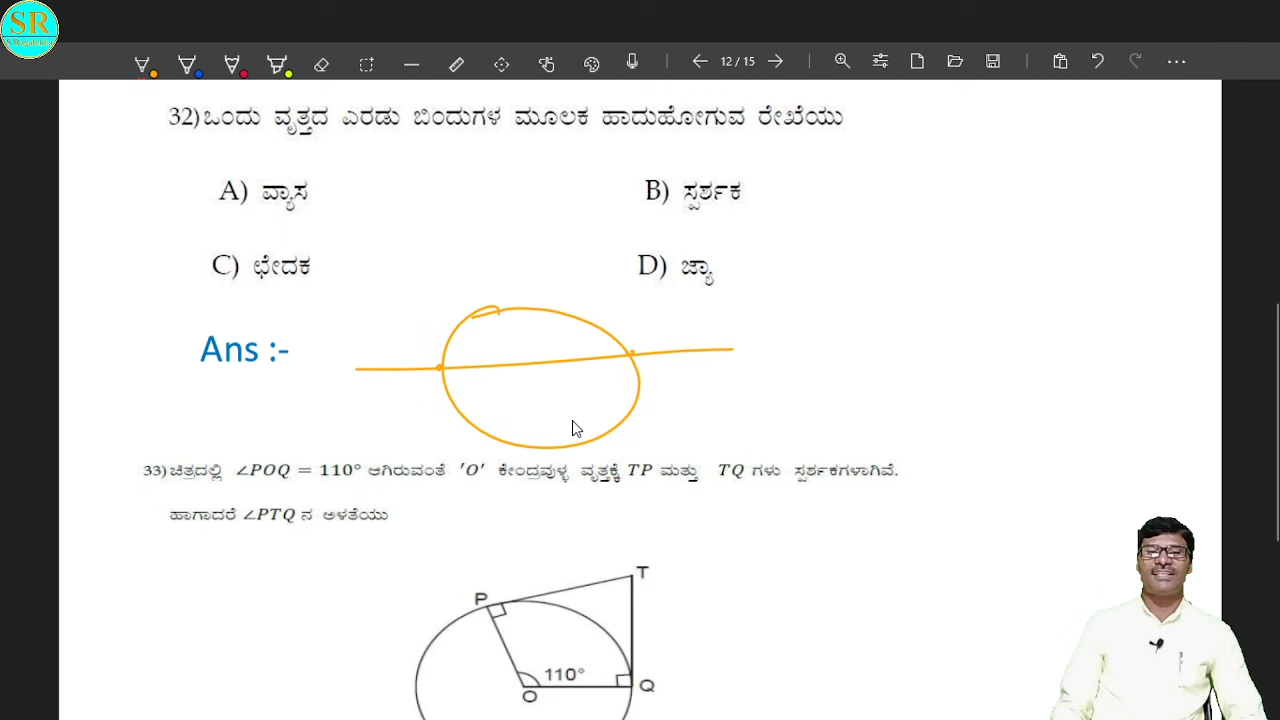 SR
12 / 15
32) ಒಂದು ವೃತ್ತದ ಎರಡು ಬಿಂದುಗಳ ಮೂಲಕ ಹಾದುಹೋಗುವ ರೇಖೆಯು
A) ವ್ಯಾಸ B) ಸ್ಪರ್ಶಕ
C) ಛೇದಕ D) ಜ್ಯಾ
Ans :-
33) ಚಿತ್ರದಲ್ಲಿ ∠POQ = 110° ಆಗಿರುವಂತೆ 'O' ಕೇಂದ್ರವುಳ್ಳ ವೃತ್ತಕ್ಕೆ TP ಮತ್ತು TQ ಗಳು ಸ್ಪರ್ಶಕಗಳಾಗಿವೆ.
ಹಾಗಾದರೆ ∠PTQ ನ ಅಳತೆಯು
T
P
110°
O
Q